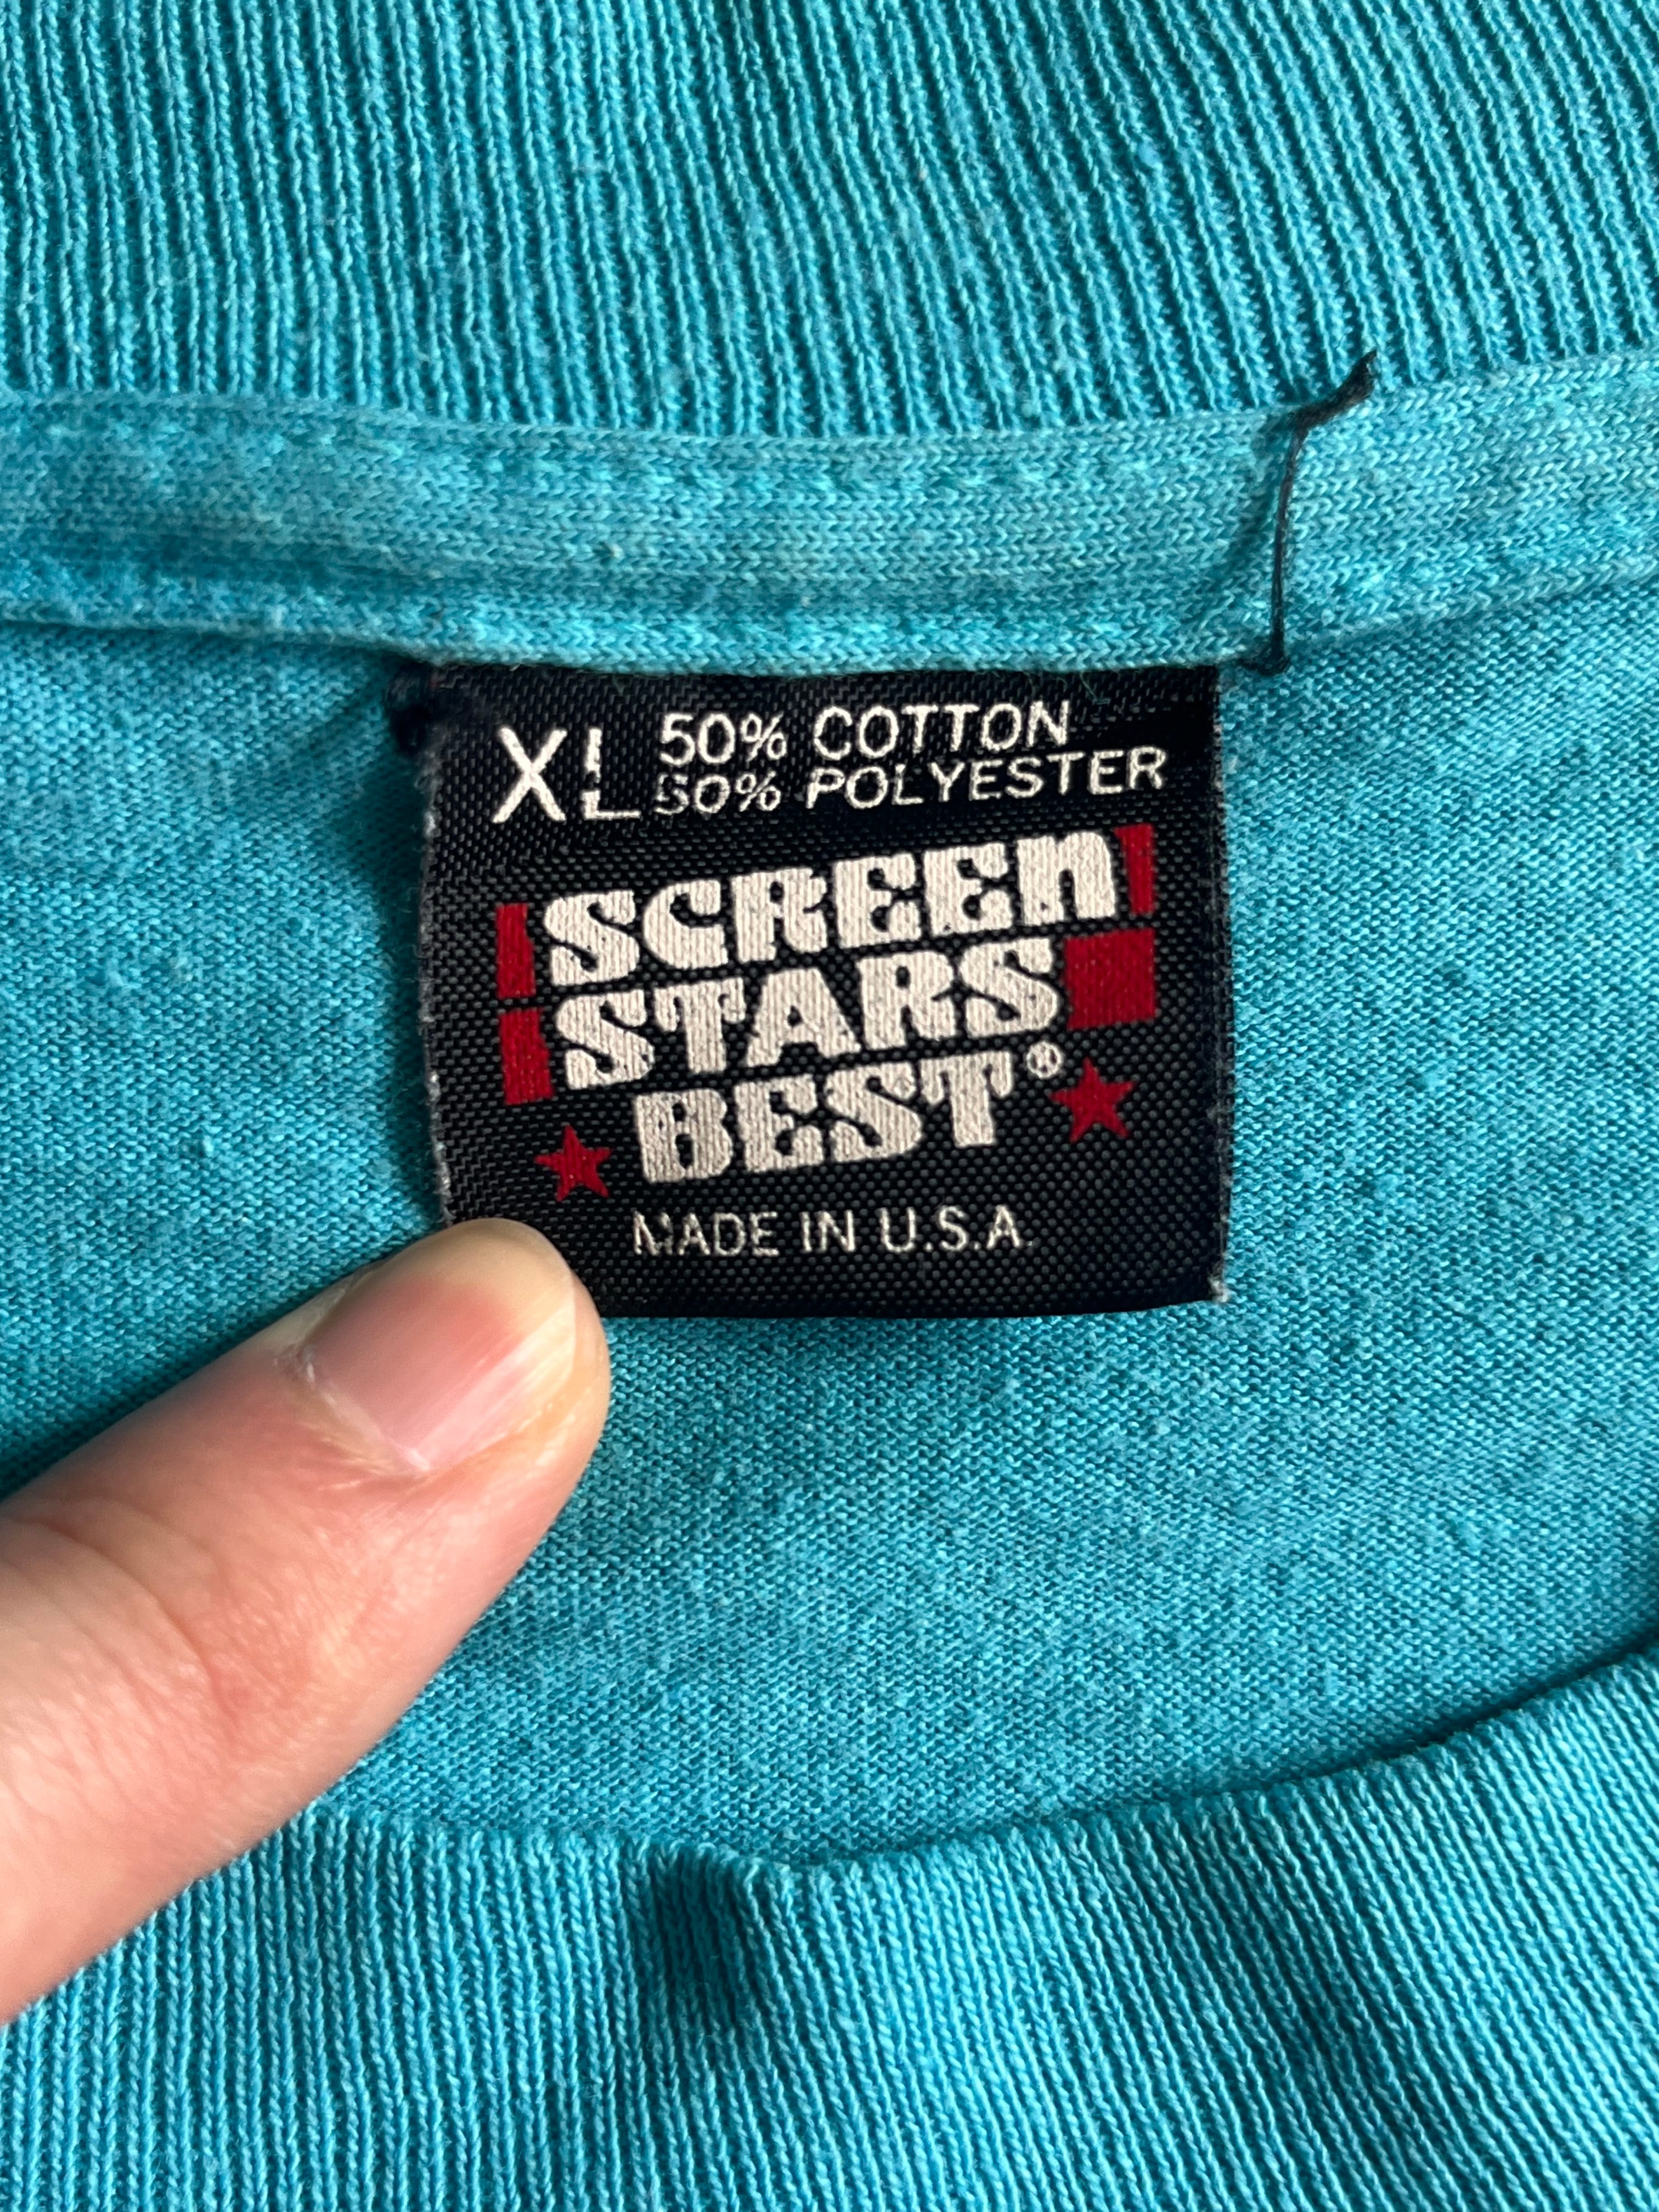 XL 50% COTTON
50% POLYESTER
SCREEN
STARS
BEST®
MADE IN U.S.A.